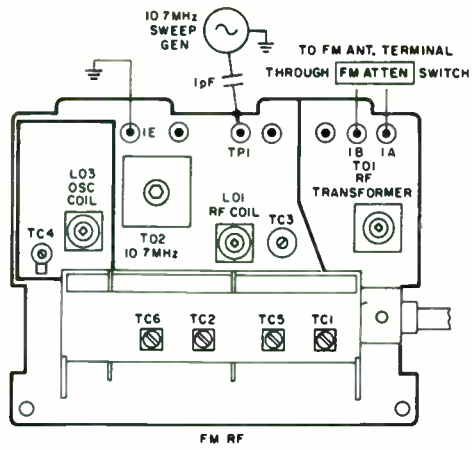 10.7MHz
SWEEP
GEN
1pF
TO FM ANT. TERMINAL
THROUGH FM ATTEN SWITCH
1E
TP1
1B 1A
L03
OSC
COIL
TC4
T02
10.7MHz
L01
RF COIL
TC3
T01
RF
TRANSFORMER
TC6 TC2 TC5 TC1
FM RF